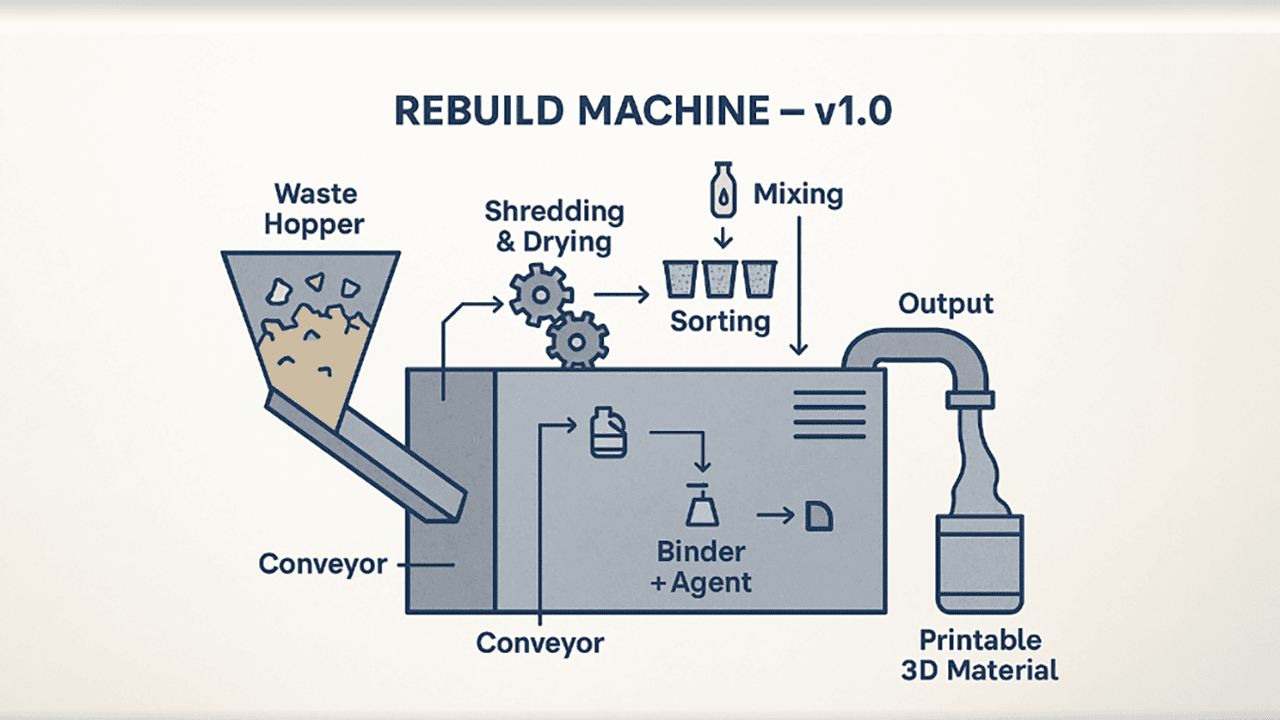 REBUILD MACHINE – v1.0
Waste
Hopper
Shredding
& Drying
Mixing
Sorting
Output
Binder
+ Agent
Conveyor
Conveyor
Printable
3D Material